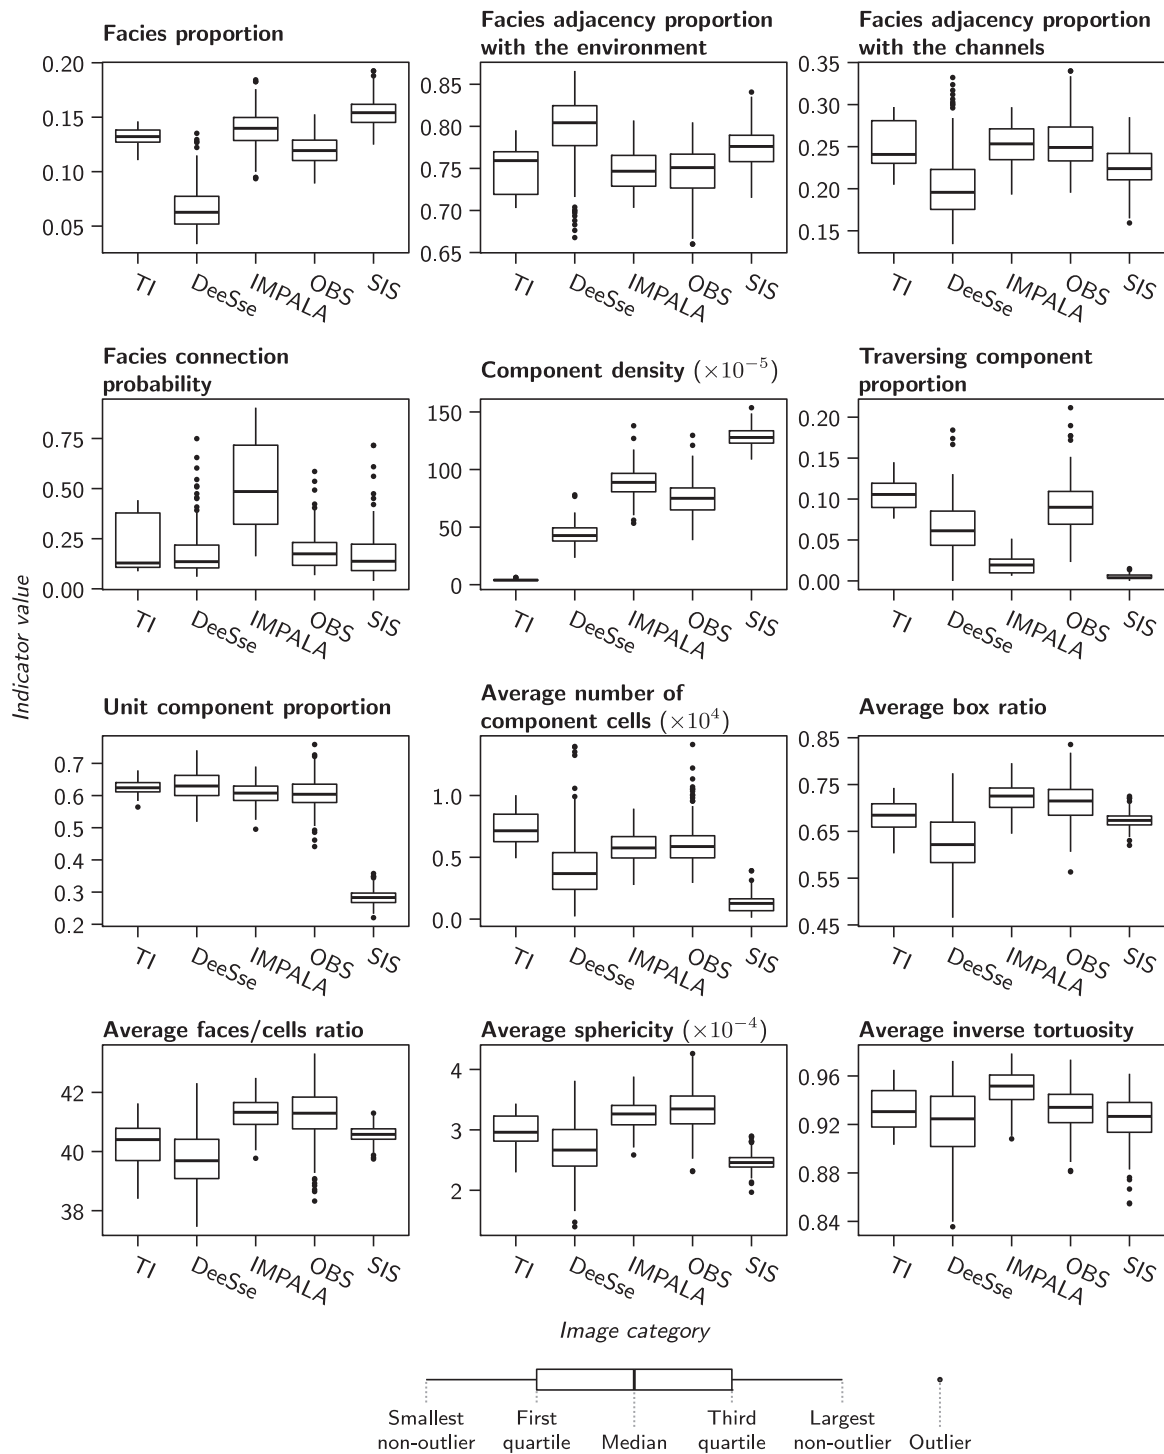 Facies proportion
0.20
0.15
0.10
0.05
TI
DeeSse
IMPALA
OBS
SIS
Facies adjacency proportion
with the environment
0.85
0.80
0.75
0.70
0.65
TI
DeeSse
IMPALA
OBS
SIS
Facies adjacency proportion
with the channels
0.35
0.30
0.25
0.20
0.15
TI
DeeSse
IMPALA
OBS
SIS
Facies connection
probability
0.75
0.50
0.25
0.00
TI
DeeSse
IMPALA
OBS
SIS
Component density (×10⁻⁵)
150
100
50
0
TI
DeeSse
IMPALA
OBS
SIS
Traversing component
proportion
0.20
0.15
0.10
0.05
0.00
TI
DeeSse
IMPALA
OBS
SIS
Indicator value
Unit component proportion
0.7
0.6
0.5
0.4
0.3
0.2
TI
DeeSse
IMPALA
OBS
SIS
Average number of
component cells (×10⁴)
1.0
0.5
0.0
TI
DeeSse
IMPALA
OBS
SIS
Average box ratio
0.85
0.75
0.65
0.55
0.45
TI
DeeSse
IMPALA
OBS
SIS
Average faces/cells ratio
42
40
38
TI
DeeSse
IMPALA
OBS
SIS
Average sphericity (×10⁻⁴)
4
3
2
TI
DeeSse
IMPALA
OBS
SIS
Average inverse tortuosity
0.96
0.92
0.88
0.84
TI
DeeSse
IMPALA
OBS
SIS
Image category
Smallest
non-outlier
First
quartile
Median
Third
quartile
Largest
non-outlier
Outlier